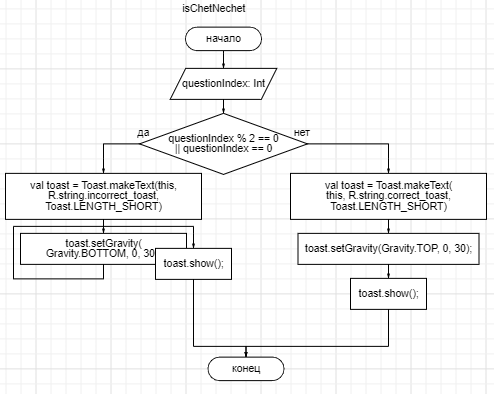 isChetNechet
начало
questionIndex: Int
да
нет
questionIndex % 2 == 0
|| questionIndex == 0
val toast = Toast.makeText(this,
R.string.incorrect_toast,
Toast.LENGTH_SHORT)
val toast = Toast.makeText(
this, R.string.correct_toast,
Toast.LENGTH_SHORT)
toast.setGravity(
Gravity.BOTTOM, 0, 30
toast.show();
toast.setGravity(Gravity.TOP, 0, 30);
toast.show();
конец